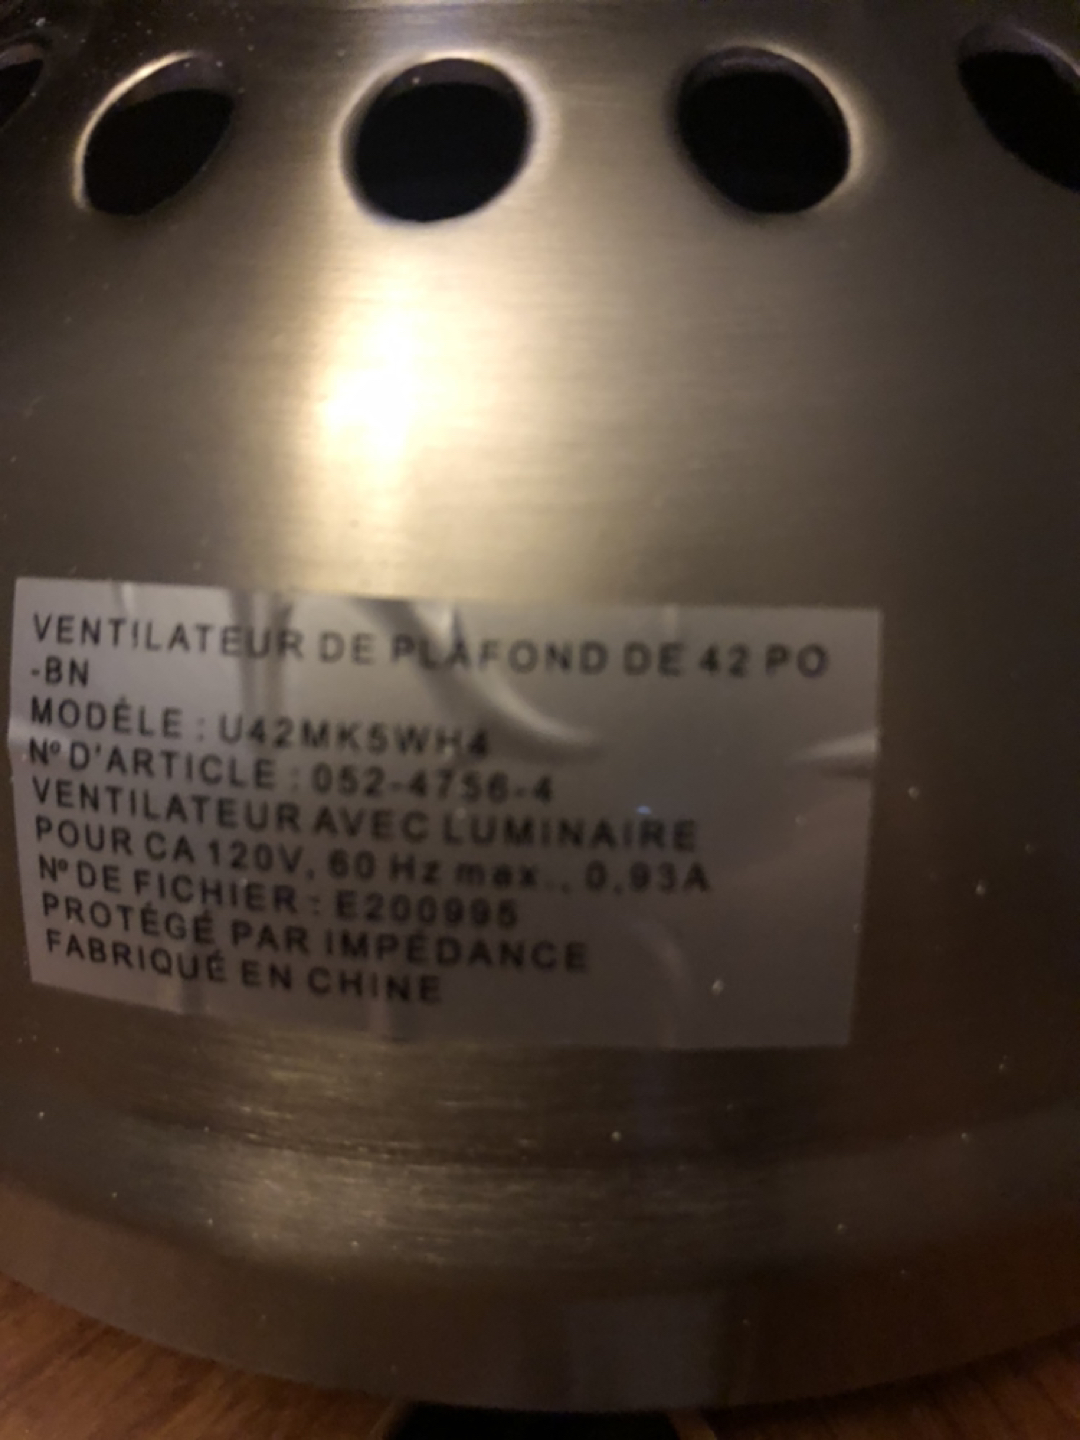 VENTILATEUR DE PLAFOND DE 42 PO
-BN
MODÈLE : U42MK5WH4
Nº D'ARTICLE : 052-4756-4
VENTILATEUR AVEC LUMINAIRE
POUR CA 120V, 60 Hz max., 0,93A
Nº DE FICHIER : E200995
PROTÉGÉ PAR IMPÉDANCE
FABRIQUÉ EN CHINE